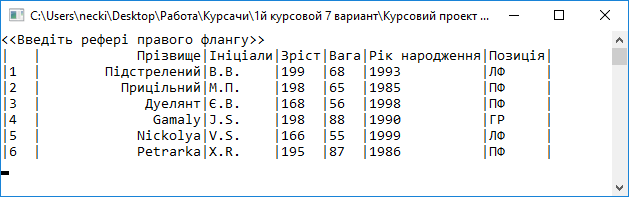 C:\Users\necki\Desktop\Работа\Курсачи\1й курсовой 7 вариант\Курсовий проект ...
<<Введіть рефері правого флангу>>
| | Прізвище|Ініціали|Зріст|Вага|Рік народження|Позиція|
|1 | Підстрелений|В.В. |199 |68 |1993 |ЛФ |
|2 | Прицільний|М.П. |198 |65 |1985 |ПФ |
|3 | Дуелянт|Є.В. |168 |56 |1998 |ПФ |
|4 | Gamaly|J.S. |198 |88 |1990 |ГР |
|5 | Nickolya|V.S. |166 |55 |1999 |ЛФ |
|6 | Petrarka|X.R. |195 |87 |1986 |ПФ |